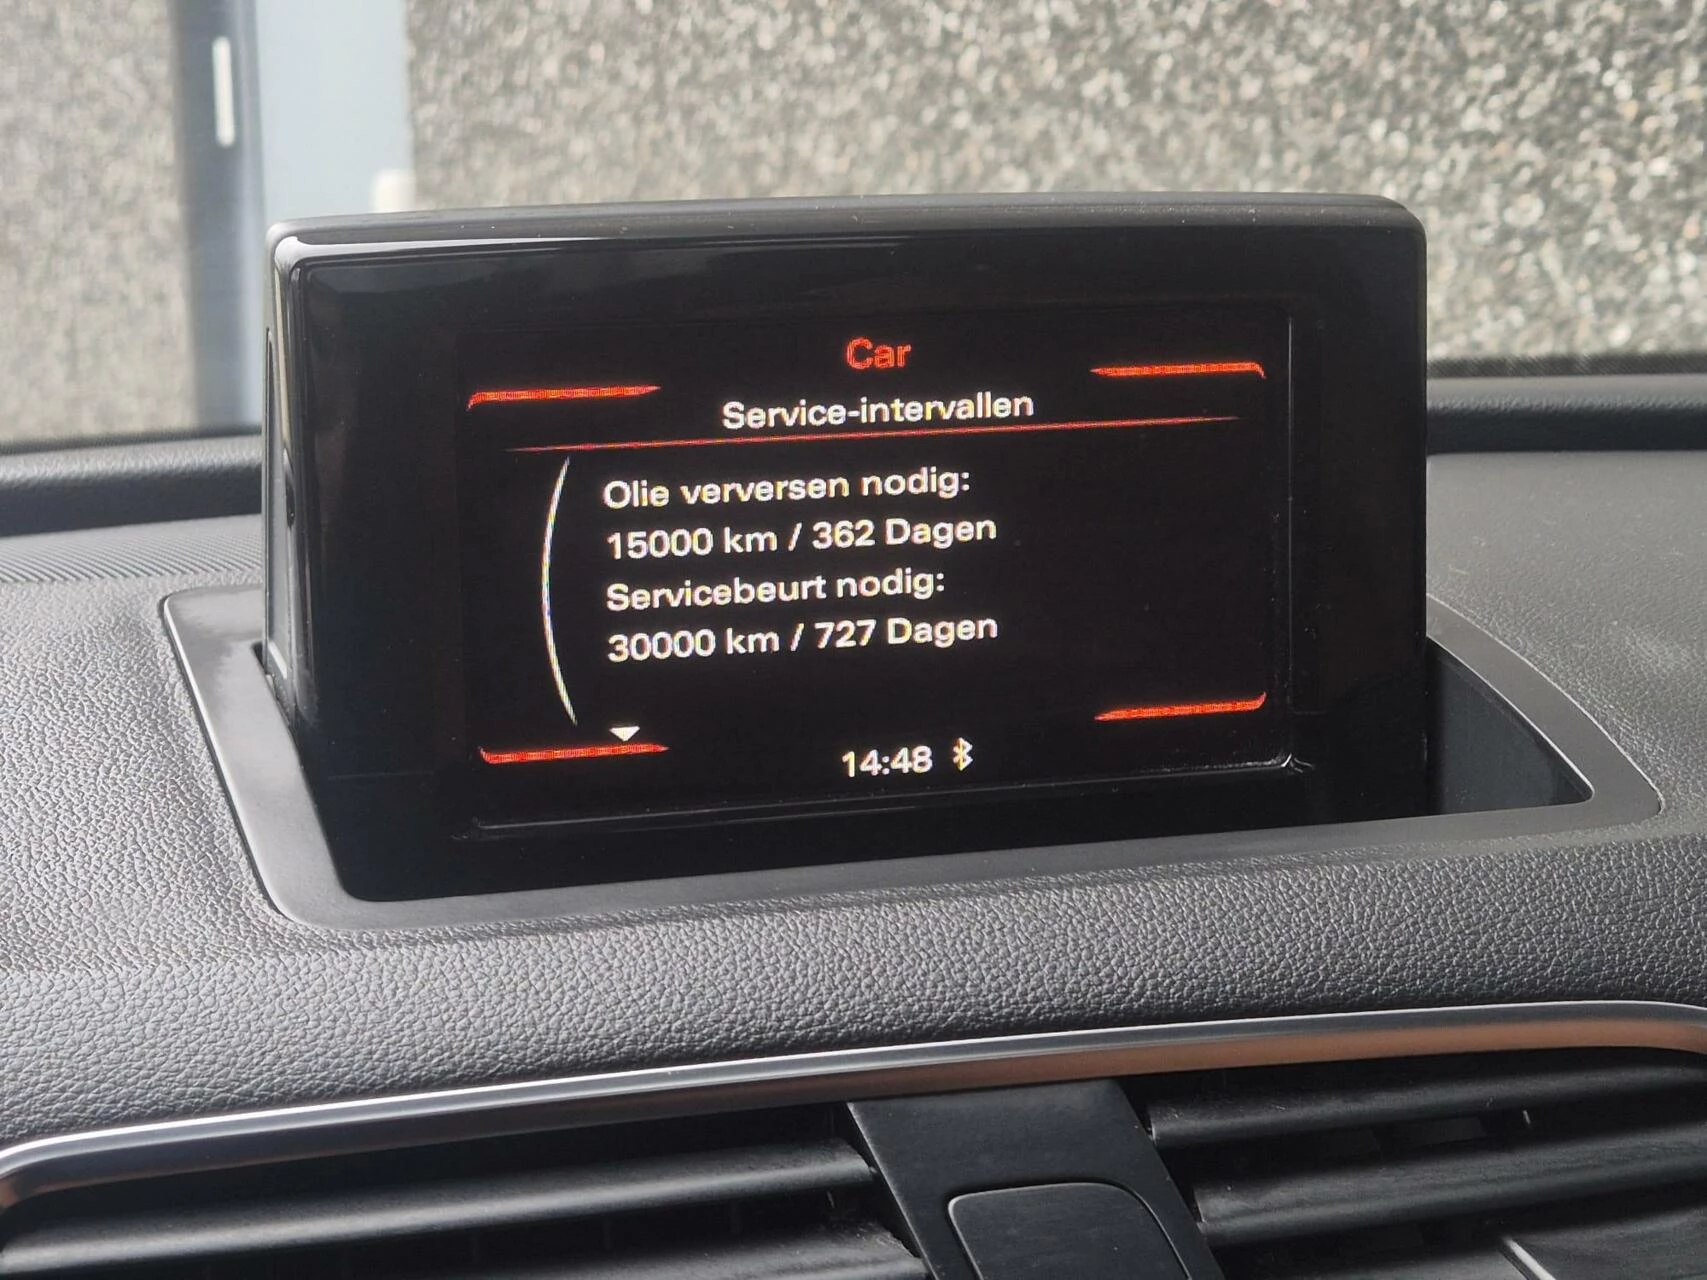 Car
Service-intervallen
Olie verversen nodig:
15000 km / 362 Dagen
Servicebeurt nodig:
30000 km / 727 Dagen
14:48